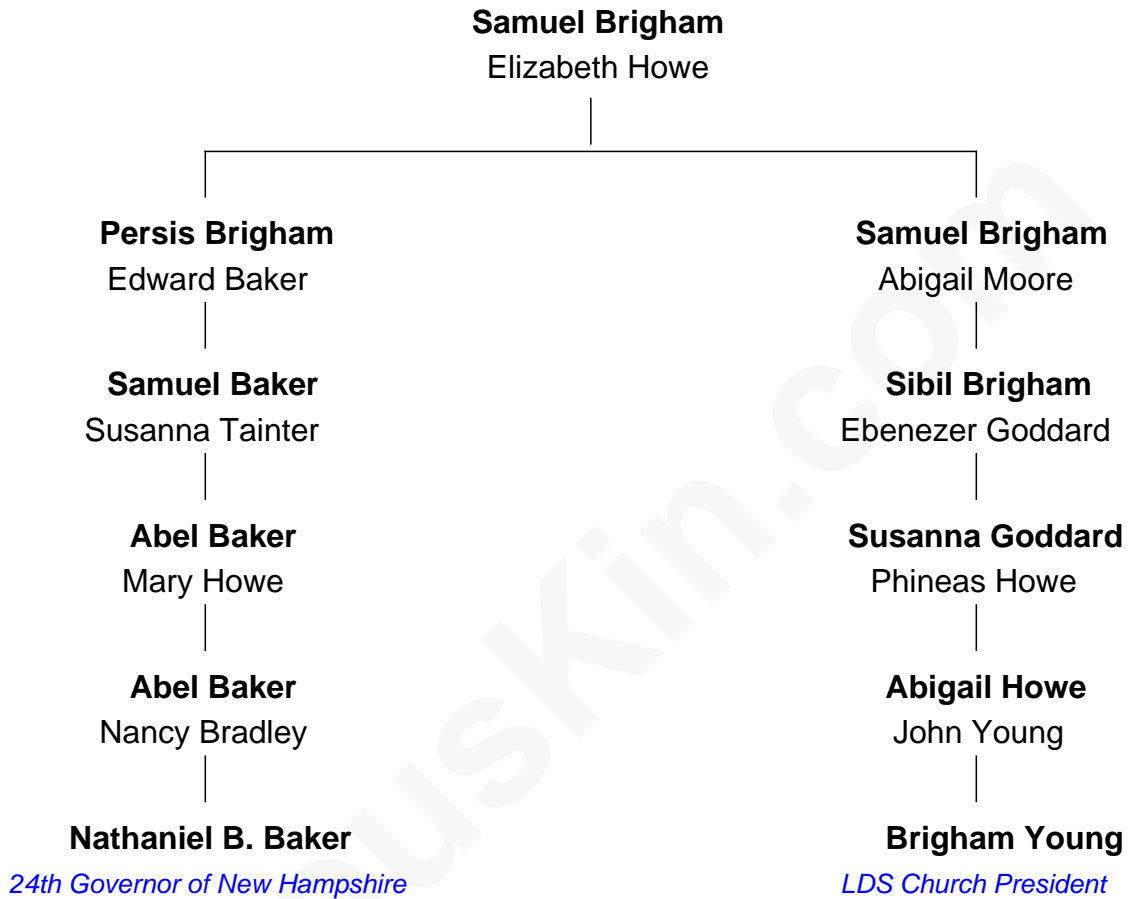 Samuel Brigham
Elizabeth Howe
Persis Brigham
Edward Baker
Samuel Brigham
Abigail Moore
Samuel Baker
Susanna Tainter
Sibil Brigham
Ebenezer Goddard
Abel Baker
Mary Howe
Susanna Goddard
Phineas Howe
Abel Baker
Nancy Bradley
Abigail Howe
John Young
Nathaniel B. Baker
24th Governor of New Hampshire
Brigham Young
LDS Church President
usKin.com